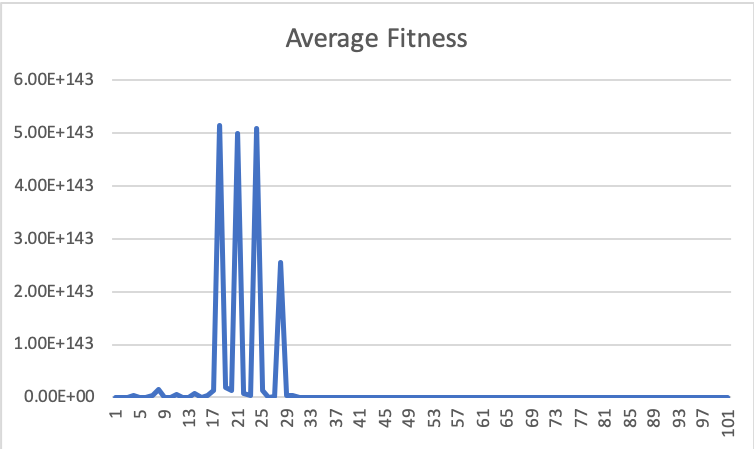 Average Fitness
6.00E+143
5.00E+143
4.00E+143
3.00E+143
2.00E+143
1.00E+143
0.00E+00
1 5 9 13 17 21 25 29 33 37 41 45 49 53 57 61 65 69 73 77 81 85 89 93 97 101